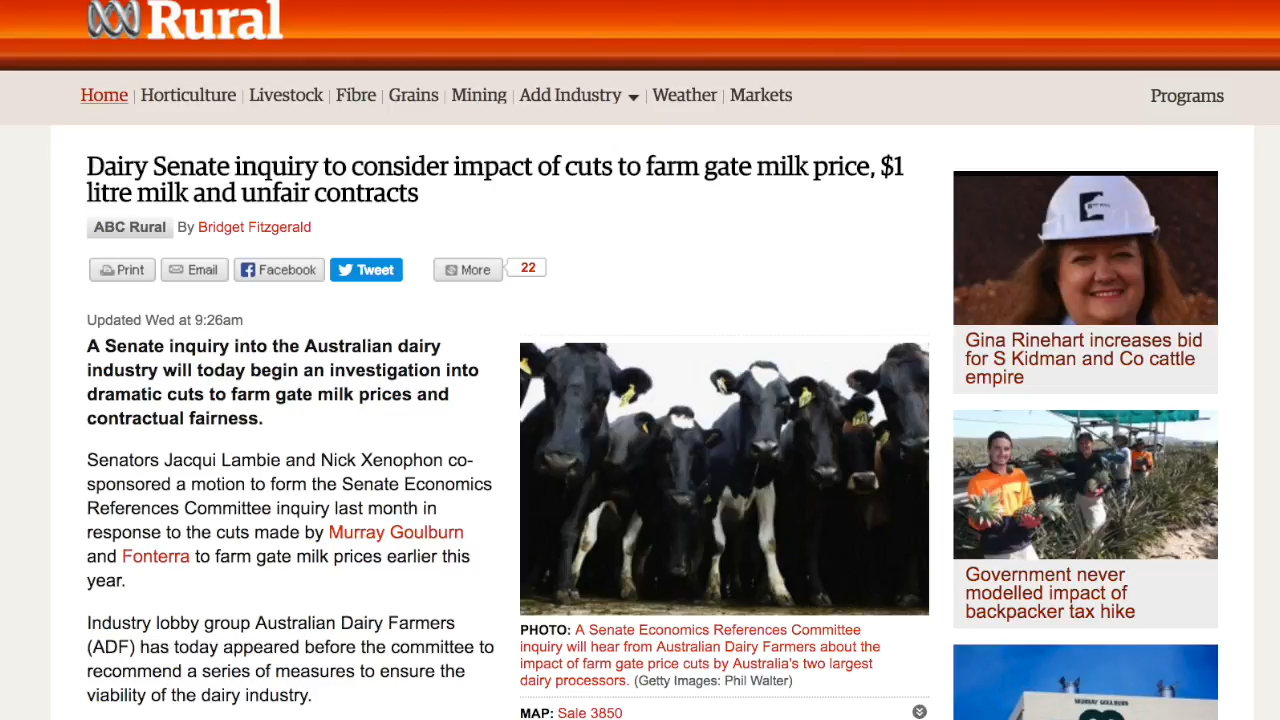 Rural
Home | Horticulture | Livestock | Fibre | Grains | Mining | Add Industry | Weather | Markets
Programs
Dairy Senate inquiry to consider impact of cuts to farm gate milk price, $1
litre milk and unfair contracts
ABC Rural By Bridget Fitzgerald
Print Email Facebook Tweet More 22
Updated Wed at 9:26am
A Senate inquiry into the Australian dairy
industry will today begin an investigation into
dramatic cuts to farm gate milk prices and
contractual fairness.
Senators Jacqui Lambie and Nick Xenophon co-
sponsored a motion to form the Senate Economics
References Committee inquiry last month in
response to the cuts made by Murray Goulburn
and Fonterra to farm gate milk prices earlier this
year.
Industry lobby group Australian Dairy Farmers
(ADF) has today appeared before the committee to
recommend a series of measures to ensure the
viability of the dairy industry.
PHOTO: A Senate Economics References Committee
inquiry will hear from Australian Dairy Farmers about the
impact of farm gate price cuts by Australia's two largest
dairy processors. (Getty Images: Phil Walter)
MAP: Sale 3850
Gina Rinehart increases bid
for S Kidman and Co cattle
empire
Government never
modelled impact of
backpacker tax hike
MURRAY GOULBURN